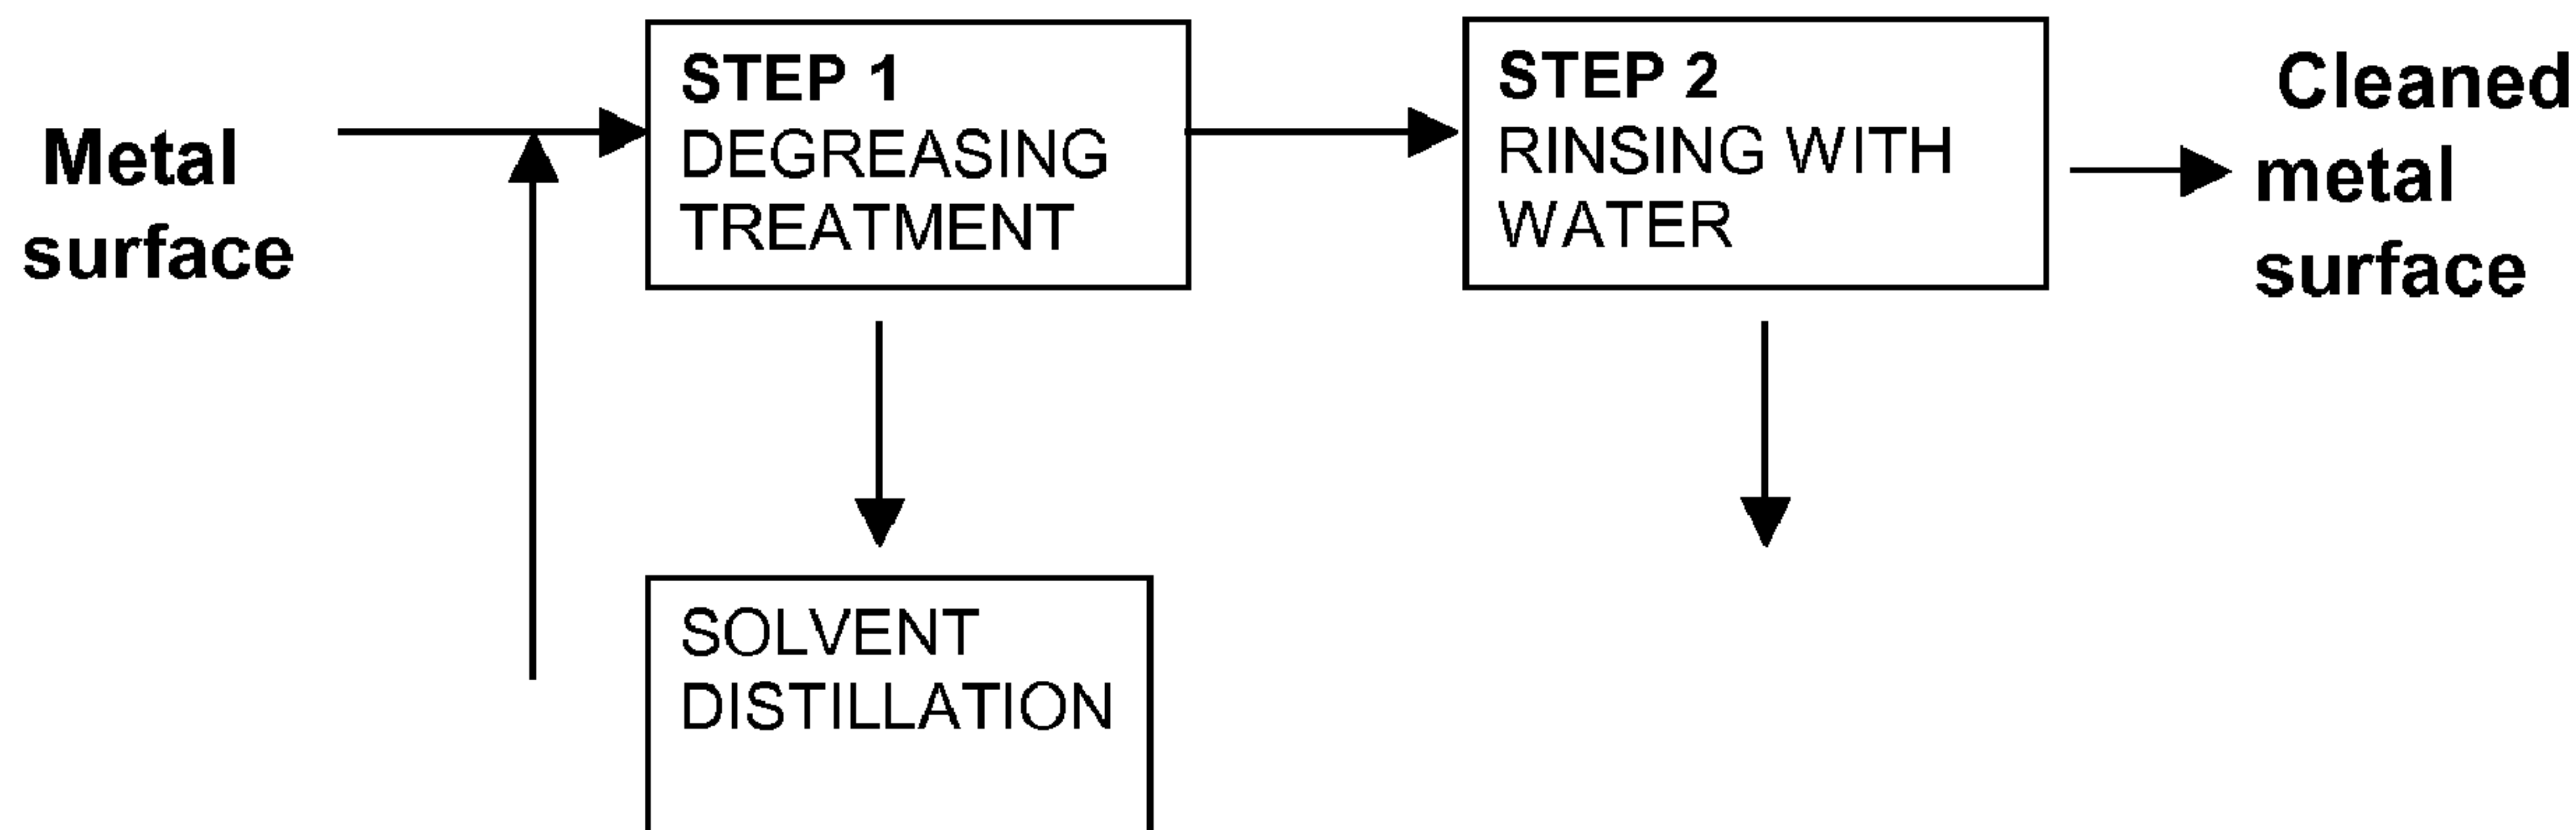 Metal
surface
STEP 1
DEGREASING
TREATMENT
STEP 2
RINSING WITH
WATER
Cleaned
metal
surface
SOLVENT
DISTILLATION